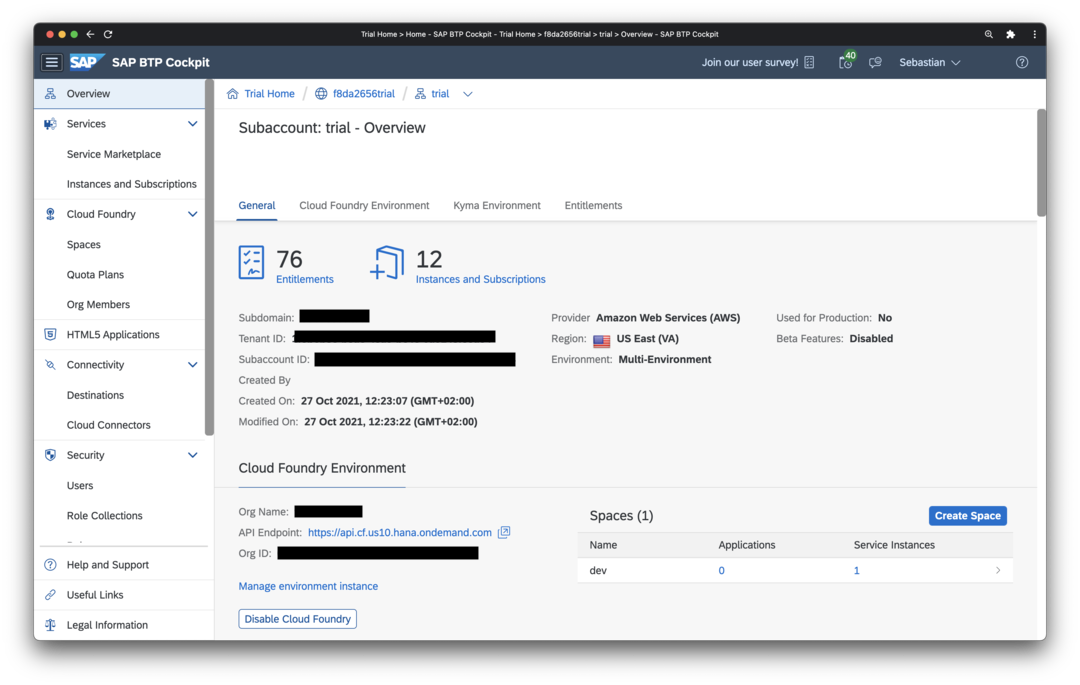 Trial Home > Home - SAP BTP Cockpit - Trial Home > f8da2656trial > trial > Overview - SAP BTP Cockpit
SAP SAP BTP Cockpit
Join our user survey!
40
Sebastian
Overview
Services
Service Marketplace
Instances and Subscriptions
Cloud Foundry
Spaces
Quota Plans
Org Members
HTML5 Applications
Connectivity
Destinations
Cloud Connectors
Security
Users
Role Collections
Help and Support
Useful Links
Legal Information
Trial Home / f8da2656trial / trial
Subaccount: trial - Overview
General Cloud Foundry Environment Kyma Environment Entitlements
76
Entitlements
12
Instances and Subscriptions
Subdomain:
Tenant ID:
Subaccount ID:
Created By
Created On: 27 Oct 2021, 12:23:07 (GMT+02:00)
Modified On: 27 Oct 2021, 12:23:22 (GMT+02:00)
Provider Amazon Web Services (AWS)
Region: US East (VA)
Environment: Multi-Environment
Used for Production: No
Beta Features: Disabled
Cloud Foundry Environment
Org Name:
API Endpoint: https://api.cf.us10.hana.ondemand.com
Org ID:
Manage environment instance
Disable Cloud Foundry
Spaces (1)
Create Space
Name Applications Service Instances
dev 0 1